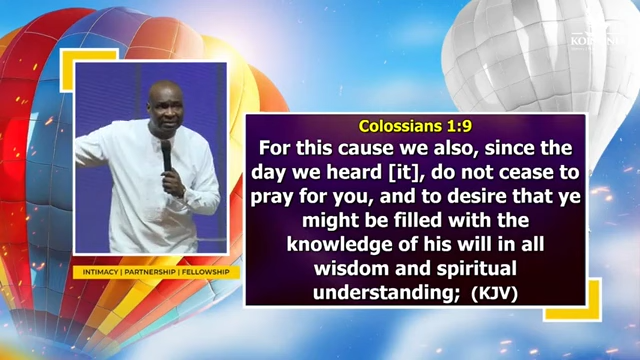 Colossians 1:9
For this cause we also, since the
day we heard [it], do not cease to
pray for you, and to desire that ye
might be filled with the
knowledge of his will in all
wisdom and spiritual
understanding; (KJV)
INTIMACY | PARTNERSHIP | FELLOWSHIP